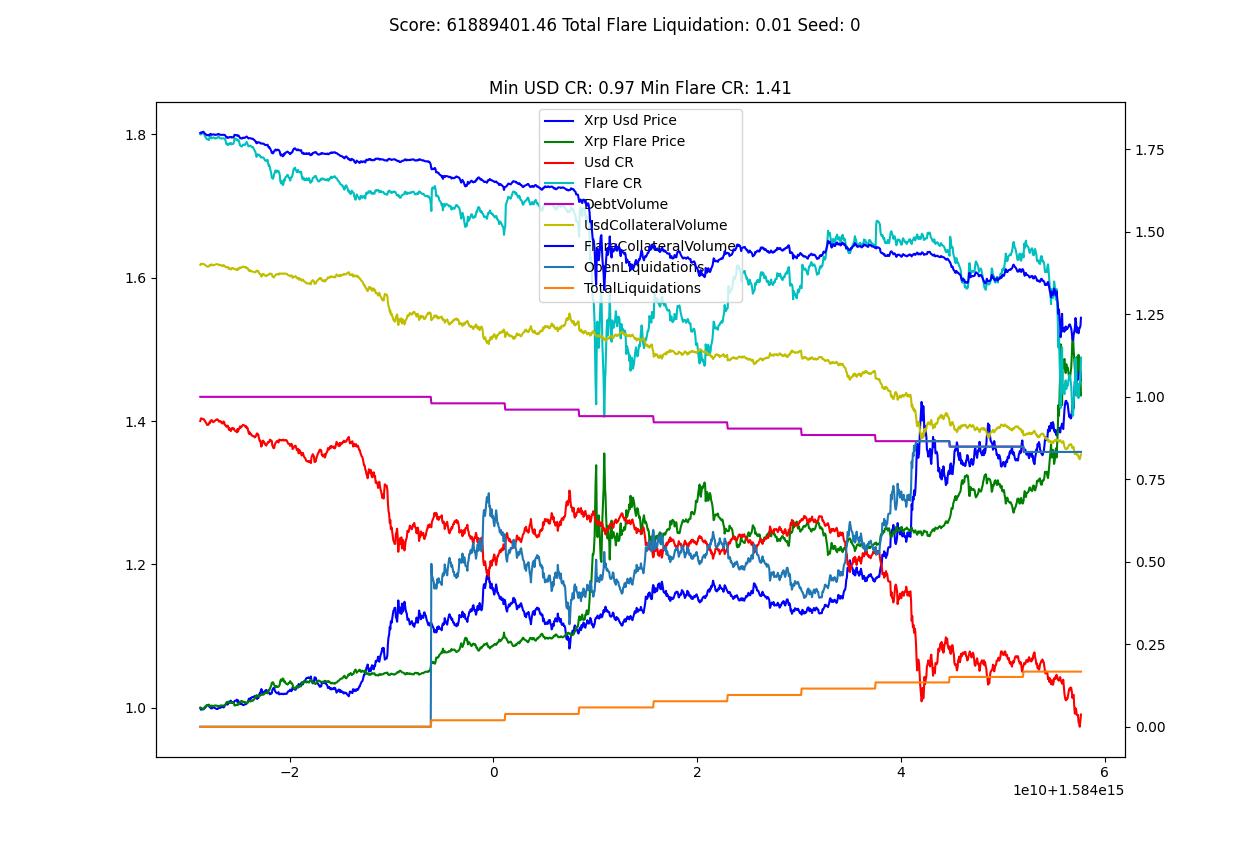 Score: 61889401.46 Total Flare Liquidation: 0.01 Seed: 0
Min USD CR: 0.97 Min Flare CR: 1.41
Xrp Usd Price
Xrp Flare Price
Usd CR
Flare CR
DebtVolume
UsdCollateralVolume
FlareCollateralVolume
OpenLiquidations
TotalLiquidations
1.8
1.6
1.4
1.2
1.0
1.75
1.50
1.25
1.00
0.75
0.50
0.25
0.00
−2 0 2 4 6
1e10+1.584e15